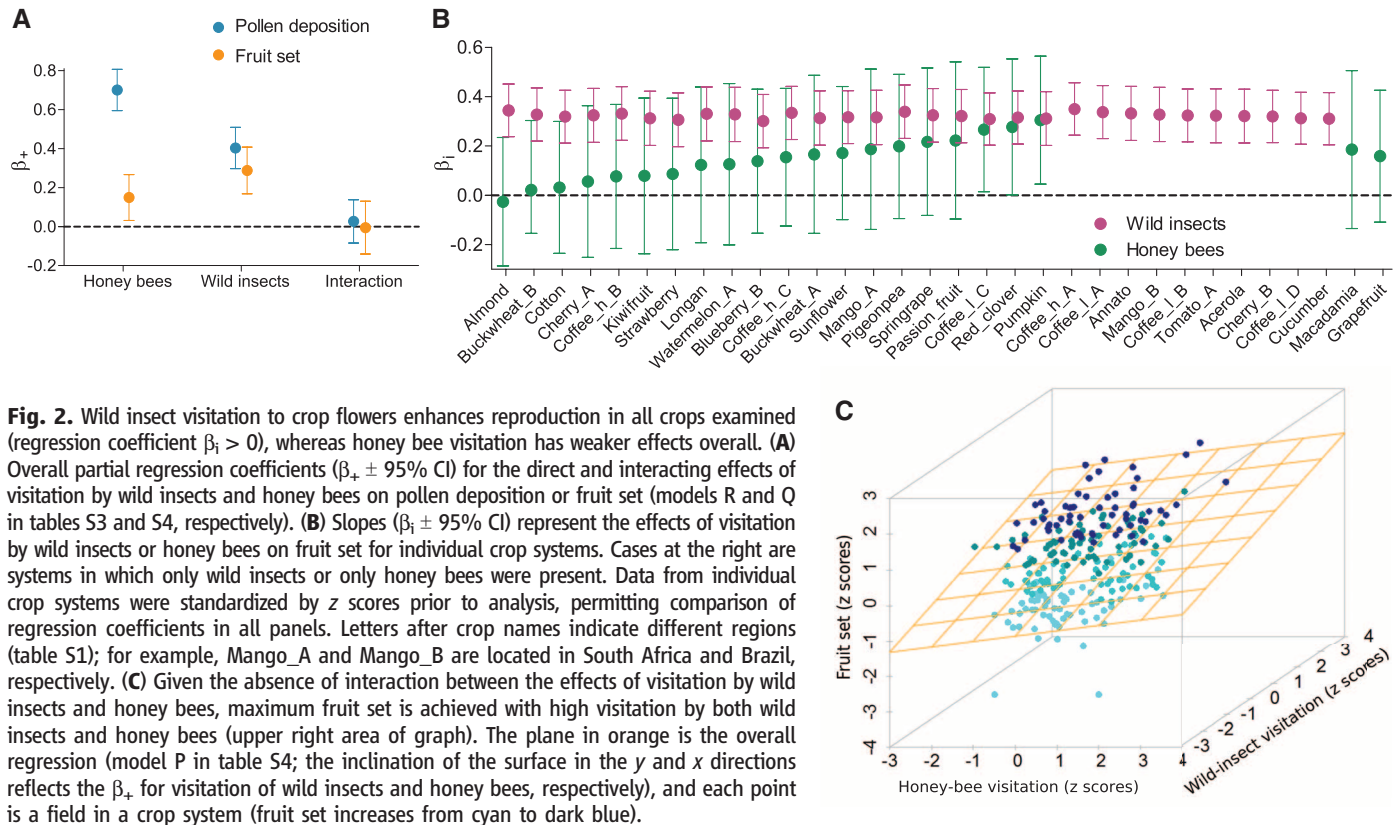 A
Pollen deposition
Fruit set
0.8
0.6
0.4
0.2
0.0
-0.2
β+
Honey bees
Wild insects
Interaction
B
0.6
0.4
0.2
0.0
-0.2
βi
Wild insects
Honey bees
Almond
Buckwheat_B
Cotton
Cherry_A
Coffee_h_B
Kiwifruit
Strawberry
Longan
Watermelon_A
Blueberry_B
Coffee_h_C
Buckwheat_A
Sunflower
Mango_A
Pigeonpea
Springrape
Passion_fruit
Coffee_l_C
Red_clover
Pumpkin
Coffee_h_A
Coffee_l_A
Annato
Mango_B
Coffee_l_B
Tomato_A
Acerola
Cherry_B
Coffee_l_D
Cucumber
Macadamia
Grapefruit
Fig. 2. Wild insect visitation to crop flowers enhances reproduction in all crops examined
(regression coefficient βi > 0), whereas honey bee visitation has weaker effects overall. (A)
Overall partial regression coefficients (β+ ± 95% CI) for the direct and interacting effects of
visitation by wild insects and honey bees on pollen deposition or fruit set (models R and Q
in tables S3 and S4, respectively). (B) Slopes (βi ± 95% CI) represent the effects of visitation
by wild insects or honey bees on fruit set for individual crop systems. Cases at the right are
systems in which only wild insects or only honey bees were present. Data from individual
crop systems were standardized by z scores prior to analysis, permitting comparison of
regression coefficients in all panels. Letters after crop names indicate different regions
(table S1); for example, Mango_A and Mango_B are located in South Africa and Brazil,
respectively. (C) Given the absence of interaction between the effects of visitation by wild
insects and honey bees, maximum fruit set is achieved with high visitation by both wild
insects and honey bees (upper right area of graph). The plane in orange is the overall
regression (model P in table S4; the inclination of the surface in the y and x directions
reflects the β+ for visitation of wild insects and honey bees, respectively), and each point
is a field in a crop system (fruit set increases from cyan to dark blue).
C
Fruit set (z scores)
3
2
1
0
-1
-2
-3
-4
-3
-2
-1
0
1
2
3
4
Honey-bee visitation (z scores)
-3
-2
-1
0
1
2
3
4
Wild-insect visitation (z scores)